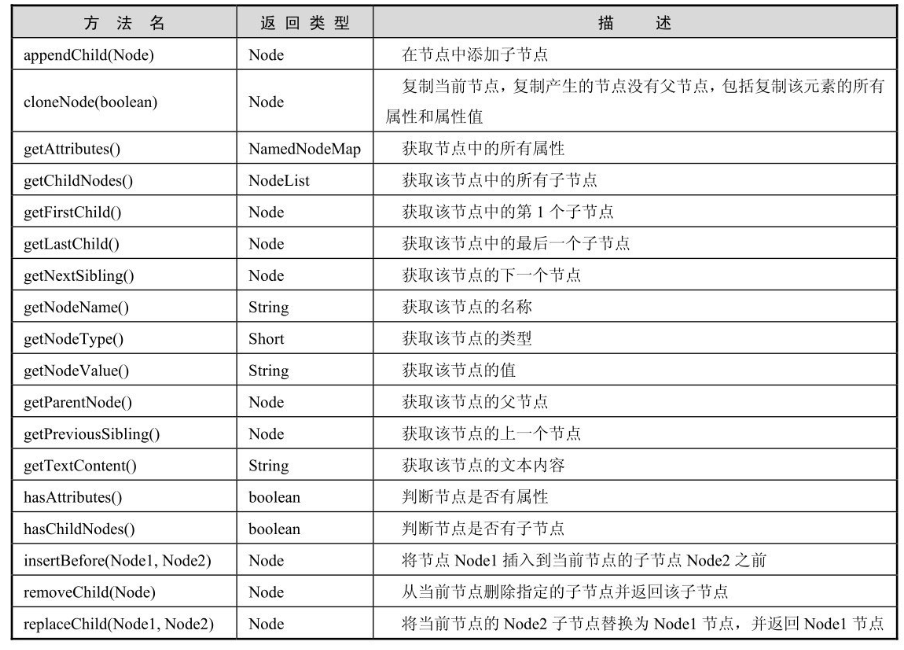 方 法 名 返 回 类 型 描 述
appendChild(Node) Node 在节点中添加子节点
cloneNode(boolean) Node 复制当前节点，复制产生的节点没有父节点，包括复制该元素的所有
属性和属性值
getAttributes() NamedNodeMap 获取节点中的所有属性
getChildNodes() NodeList 获取该节点中的所有子节点
getFirstChild() Node 获取该节点中的第 1 个子节点
getLastChild() Node 获取该节点中的最后一个子节点
getNextSibling() Node 获取该节点的下一个节点
getNodeName() String 获取该节点的名称
getNodeType() Short 获取该节点的类型
getNodeValue() String 获取该节点的值
getParentNode() Node 获取该节点的父节点
getPreviousSibling() Node 获取该节点的上一个节点
getTextContent() String 获取该节点的文本内容
hasAttributes() boolean 判断节点是否有属性
hasChildNodes() boolean 判断节点是否有子节点
insertBefore(Node1, Node2) Node 将节点 Node1 插入到当前节点的子节点 Node2 之前
removeChild(Node) Node 从当前节点删除指定的子节点并返回该子节点
replaceChild(Node1, Node2) Node 将当前节点的 Node2 子节点替换为 Node1 节点，并返回 Node1 节点